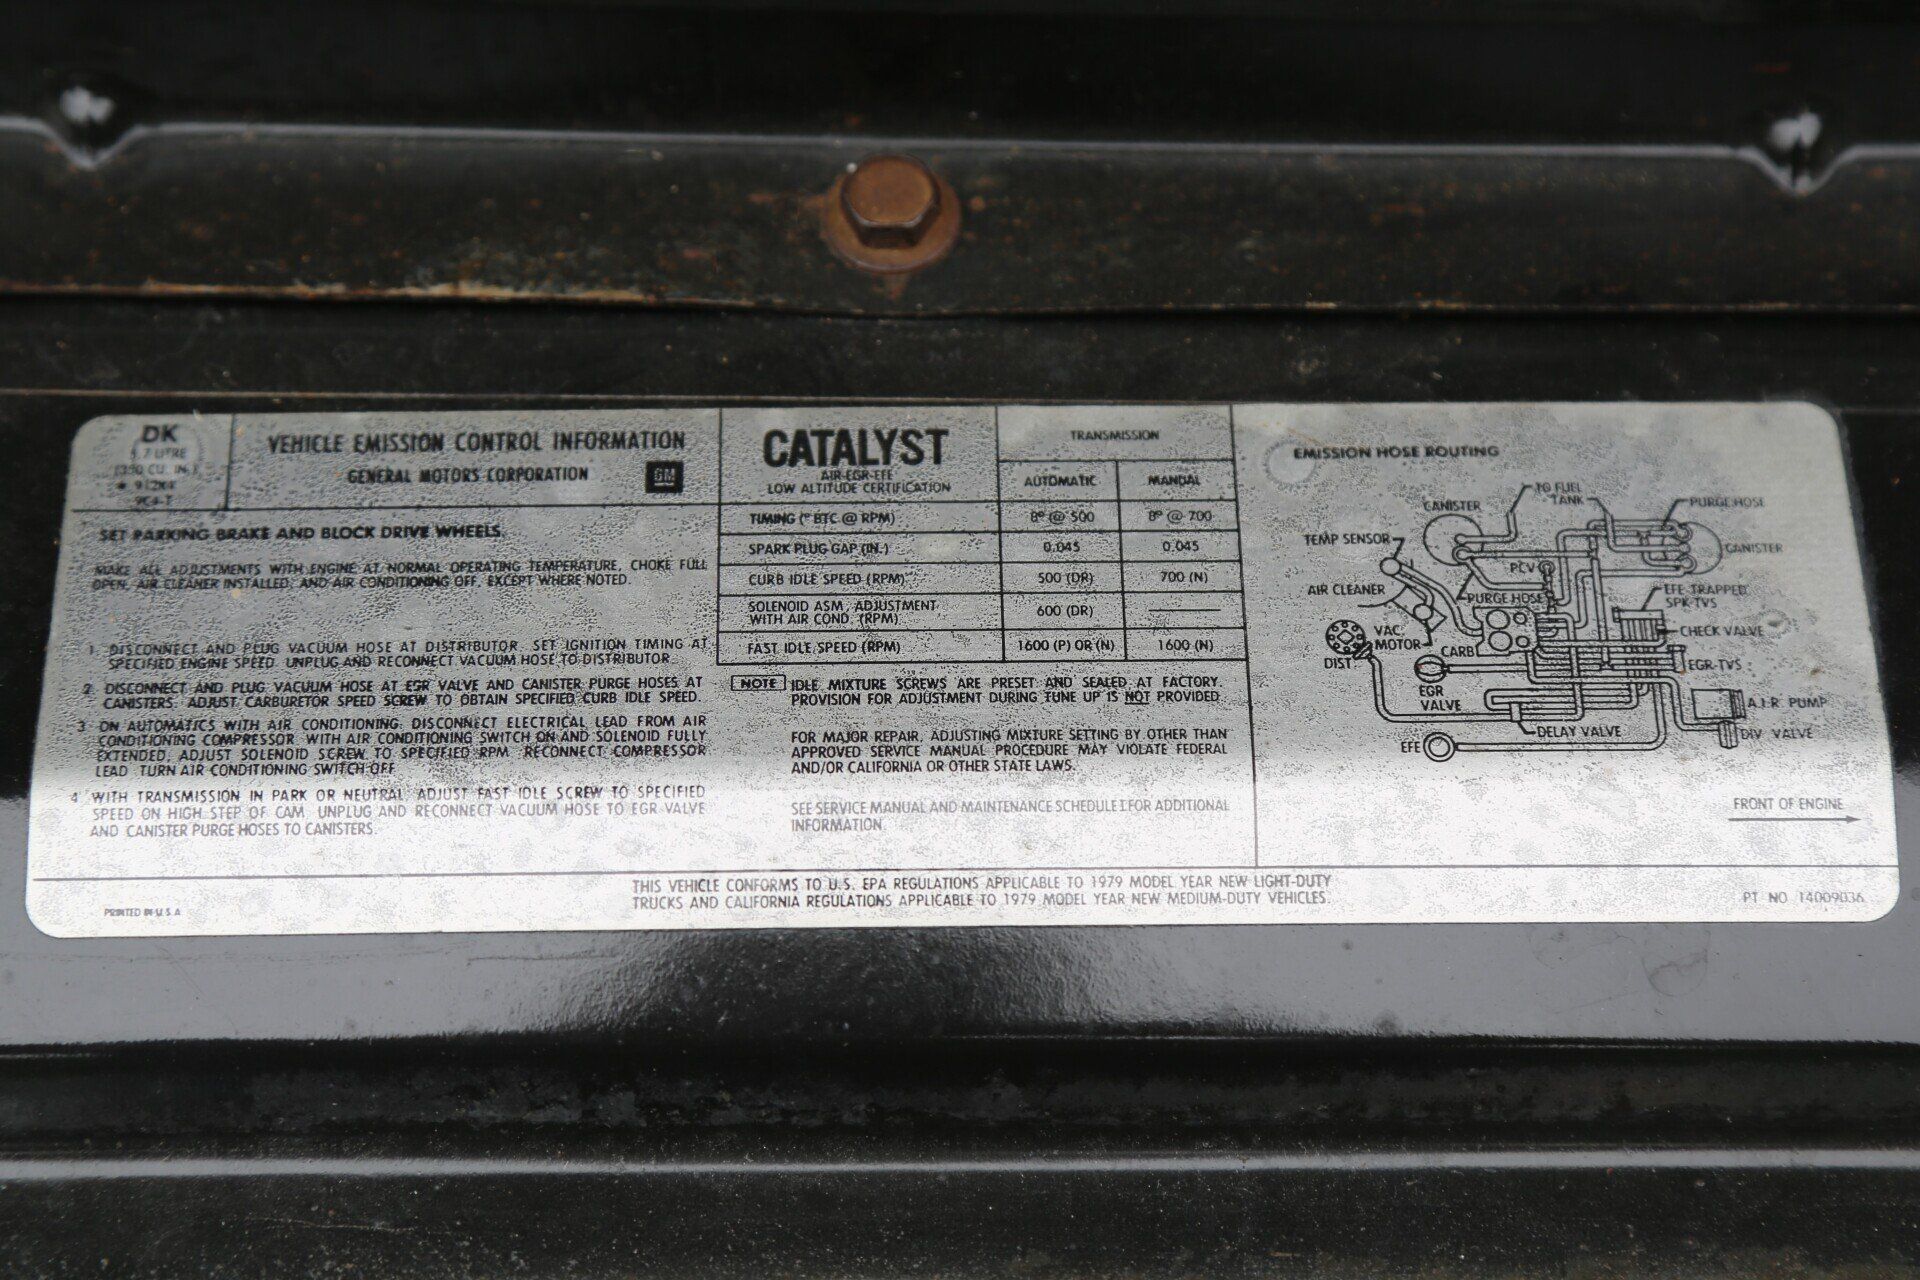 DK
5.7 LITRE
(350 CU. IN.)
VEHICLE EMISSION CONTROL INFORMATION
GENERAL MOTORS CORPORATION
GM
SET PARKING BRAKE AND BLOCK DRIVE WHEELS.
MAKE ALL ADJUSTMENTS WITH ENGINE AT NORMAL OPERATING TEMPERATURE, CHOKE FULL
OPEN, AIR CLEANER INSTALLED, AND AIR CONDITIONING OFF, EXCEPT WHERE NOTED.
1. DISCONNECT AND PLUG VACUUM HOSE AT DISTRIBUTOR. SET IGNITION TIMING AT
SPECIFIED ENGINE SPEED. UNPLUG AND RECONNECT VACUUM HOSE TO DISTRIBUTOR.
2. DISCONNECT AND PLUG VACUUM HOSE AT EGR VALVE AND CANISTER PURGE HOSES AT
CANISTERS. ADJUST CARBURETOR SPEED SCREW TO OBTAIN SPECIFIED CURB IDLE SPEED.
3. ON AUTOMATICS WITH AIR CONDITIONING, DISCONNECT ELECTRICAL LEAD FROM AIR
CONDITIONING COMPRESSOR. WITH AIR CONDITIONING SWITCH ON AND SOLENOID FULLY
EXTENDED, ADJUST SOLENOID SCREW TO SPECIFIED RPM. RECONNECT COMPRESSOR
LEAD. TURN AIR CONDITIONING SWITCH OFF.
4. WITH TRANSMISSION IN PARK OR NEUTRAL ADJUST FAST IDLE SCREW TO SPECIFIED
SPEED ON HIGH STEP OF CAM. UNPLUG AND RECONNECT VACUUM HOSE TO EGR VALVE
AND CANISTER PURGE HOSES TO CANISTERS.
CATALYST
AIR-EGR-EFE
LOW ALTITUDE CERTIFICATION
TRANSMISSION
AUTOMATIC MANUAL
TIMING (° BTC @ RPM) 8° @ 500 8° @ 700
SPARK PLUG GAP (IN.) 0.045 0.045
CURB IDLE SPEED (RPM) 500 (DR) 700 (N)
SOLENOID ASM. ADJUSTMENT
WITH AIR COND. (RPM) 600 (DR)
FAST IDLE SPEED (RPM) 1600 (P) OR (N) 1600 (N)
NOTE IDLE MIXTURE SCREWS ARE PRESET AND SEALED AT FACTORY.
PROVISION FOR ADJUSTMENT DURING TUNE UP IS NOT PROVIDED.
FOR MAJOR REPAIR, ADJUSTING MIXTURE SETTING BY OTHER THAN
APPROVED SERVICE MANUAL PROCEDURE MAY VIOLATE FEDERAL
AND/OR CALIFORNIA OR OTHER STATE LAWS.
SEE SERVICE MANUAL AND MAINTENANCE SCHEDULE I FOR ADDITIONAL
INFORMATION.
EMISSION HOSE ROUTING
CANISTER
TO FUEL
TANK
PURGE HOSE
TEMP SENSOR
CANISTER
PCV
AIR CLEANER
PURGE HOSE
EFE TRAPPED
SPK-TVS
VAC.
MOTOR
CHECK VALVE
DIST
CARB
EGR-TVS
EGR
VALVE
A.I.R. PUMP
DELAY VALVE
DIV VALVE
EFE
FRONT OF ENGINE
THIS VEHICLE CONFORMS TO U.S. EPA REGULATIONS APPLICABLE TO 1979 MODEL YEAR NEW LIGHT-DUTY
TRUCKS AND CALIFORNIA REGULATIONS APPLICABLE TO 1979 MODEL YEAR NEW MEDIUM-DUTY VEHICLES.
PRINTED IN U.S.A.
PT NO 14009036